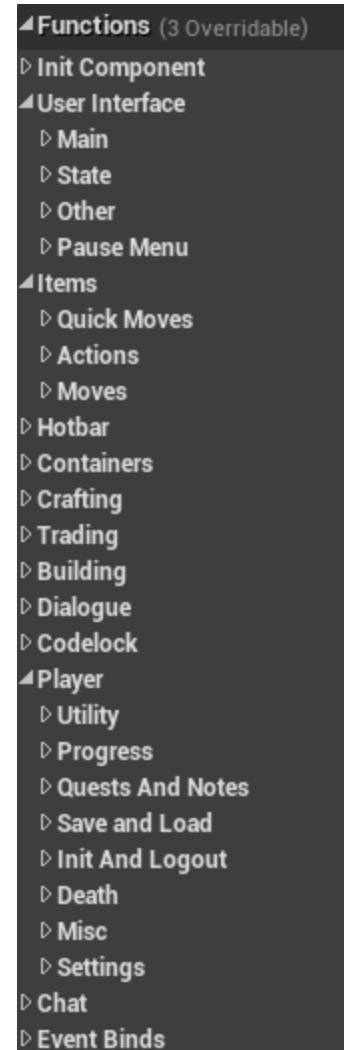 Functions (3 Overridable)
Init Component
User Interface
Main
State
Other
Pause Menu
Items
Quick Moves
Actions
Moves
Hotbar
Containers
Crafting
Trading
Building
Dialogue
Codelock
Player
Utility
Progress
Quests And Notes
Save and Load
Init And Logout
Death
Misc
Settings
Chat
Event Binds